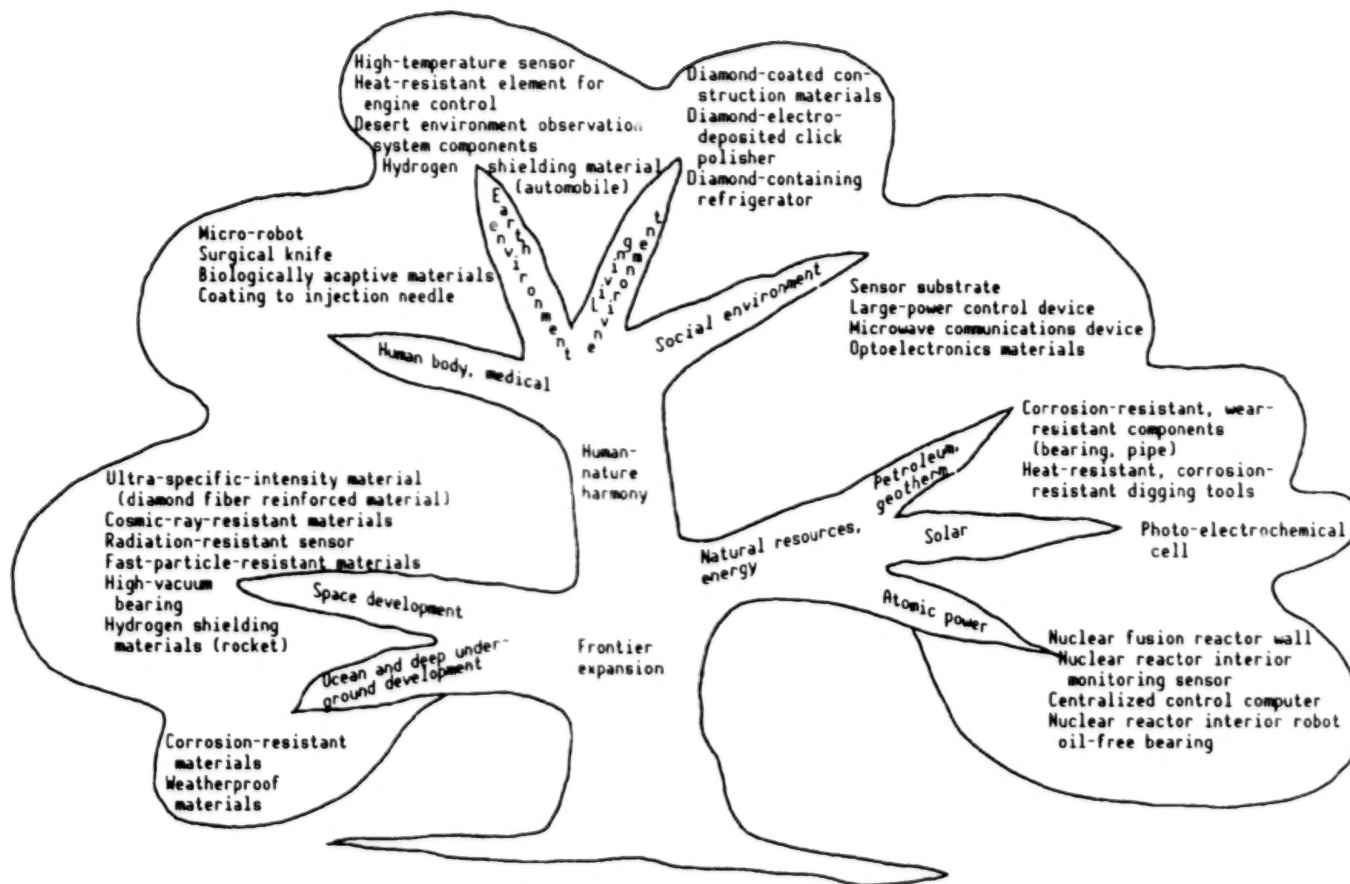 High-temperature sensor
Heat-resistant element for
engine control
Desert environment observation
system components
Hydrogen shielding material
(automobile)
Diamond-coated con-
struction materials
Diamond-electro-
deposited click
polisher
Diamond-containing
refrigerator
Earth environment
Living
environment
Micro-robot
Surgical knife
Biologically acaptive materials
Coating to injection needle
Human body, medical
Social environment
Sensor substrate
Large-power control device
Microwave communications device
Optoelectronics materials
Human-
nature
harmony
Petroleum,
geotherm
Corrosion-resistant, wear-
resistant components
(bearing, pipe)
Heat-resistant, corrosion-
resistant digging tools
Ultra-specific-intensity material
(diamond fiber reinforced material)
Cosmic-ray-resistant materials
Radiation-resistant sensor
Fast-particle-resistant materials
High-vacuum
bearing
Hydrogen shielding
materials (rocket)
Space development
Natural resources,
energy
Solar
Photo-electrochemical
cell
Atomic power
Ocean and deep under-
ground development
Frontier
expansion
Nuclear fusion reactor wall
Nuclear reactor interior
monitoring sensor
Centralized control computer
Nuclear reactor interior robot
oil-free bearing
Corrosion-resistant
materials
Weatherproof
materials